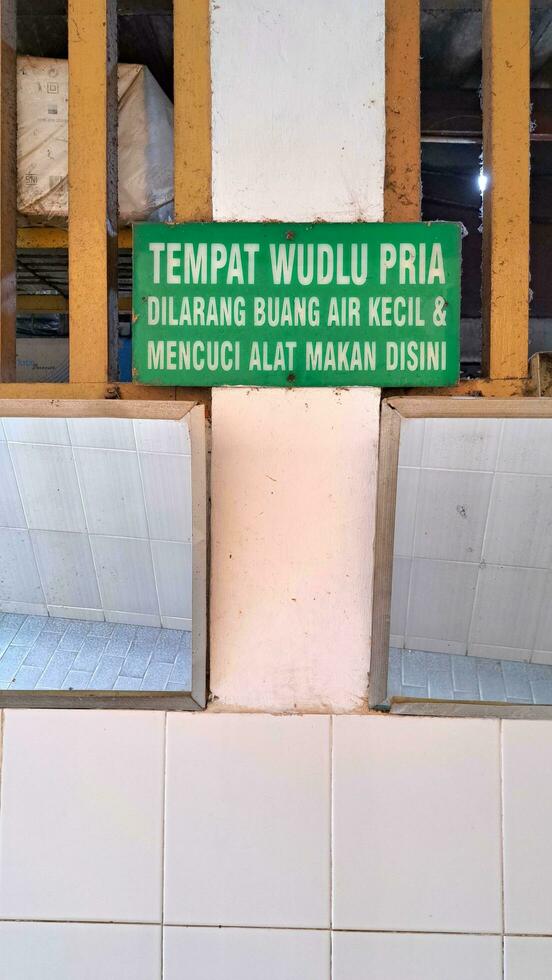 TEMPAT WUDLU PRIA
DILARANG BUANG AIR KECIL &
MENCUCI ALAT MAKAN DISINI